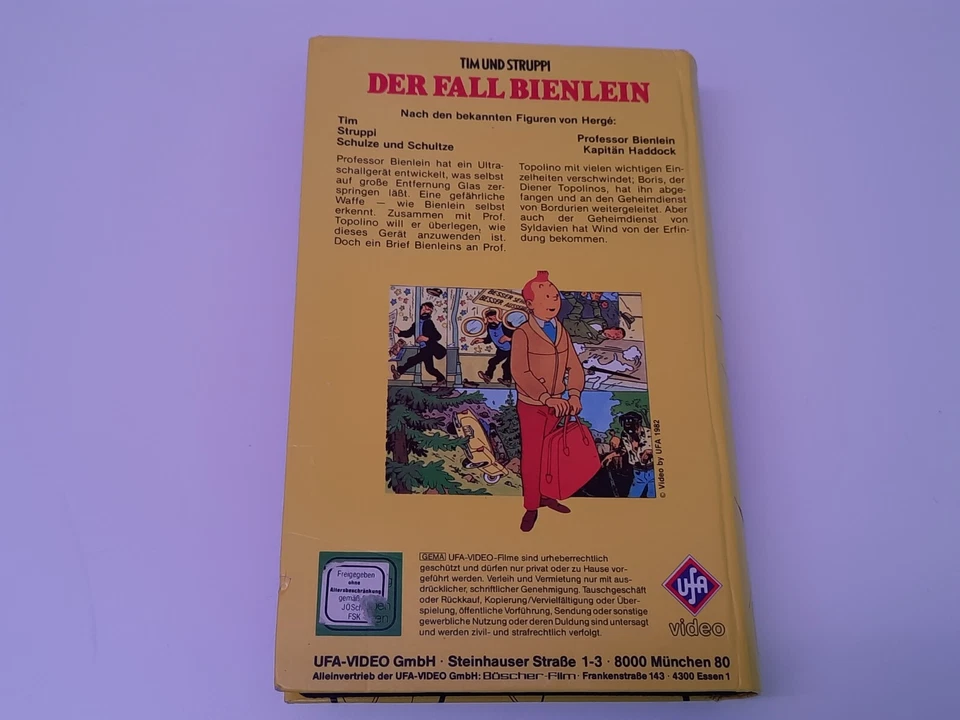 TIM UND STRUPPI
DER FALL BIENLEIN
Nach den bekannten Figuren von Hergé:
Tim
Struppi
Schulze und Schultze
Professor Bienlein
Kapitän Haddock
Professor Bienlein hat ein Ultra-
schallgerät entwickelt, was selbst
auf große Entfernung Glas zer-
springen läßt. Eine gefährliche
Waffe — wie Bienlein selbst
erkennt. Zusammen mit Prof.
Topolino will er überlegen, wie
dieses Gerät anzuwenden ist.
Doch ein Brief Bienleins an Prof.
Topolino mit vielen wichtigen Ein-
zelheiten verschwindet; Boris, der
Diener Topolinos, hat ihn abge-
fangen und an den Geheimdienst
von Bordurien weitergeleitet. Aber
auch der Geheimdienst von
Syldavien hat Wind von der Erfin-
dung bekommen.
BESSER
BESSER
© Video by UFA 1982
Freigegeben
ohne
Altersbeschränkung
gemäß
JÖSch
FSK
GEMA UFA-VIDEO-Filme sind urheberrechtlich
geschützt und dürfen nur privat oder zu Hause vor-
geführt werden. Verleih und Vermietung nur mit aus-
drücklicher, schriftlicher Genehmigung. Tauschgeschäft
oder Rückkauf, Kopierung/Vervielfältigung oder Über-
spielung, öffentliche Vorführung, Sendung oder sonstige
gewerbliche Nutzung oder deren Duldung sind untersagt
und werden zivil- und strafrechtlich verfolgt.
UFA
video
UFA-VIDEO GmbH · Steinhauser Straße 1-3 · 8000 München 80
Alleinvertrieb der UFA-VIDEO GmbH: Böscher-Film · Frankenstraße 143 · 4300 Essen 1